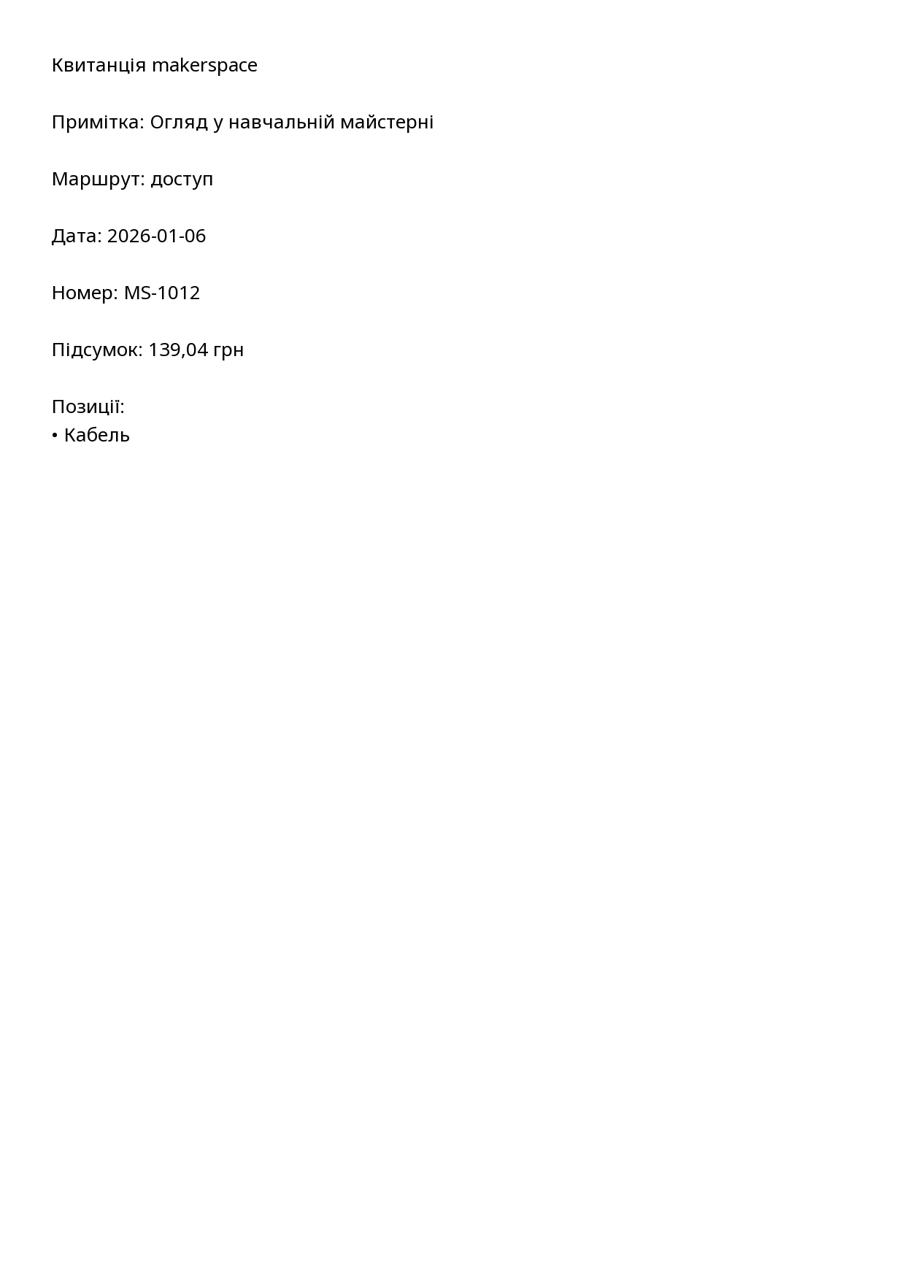 Квитанція makerspace
Примітка: Огляд у навчальній майстерні
Маршрут: доступ
Дата: 2026-01-06
Номер: MS-1012
Підсумок: 139,04 грн
Позиції:
• Кабель